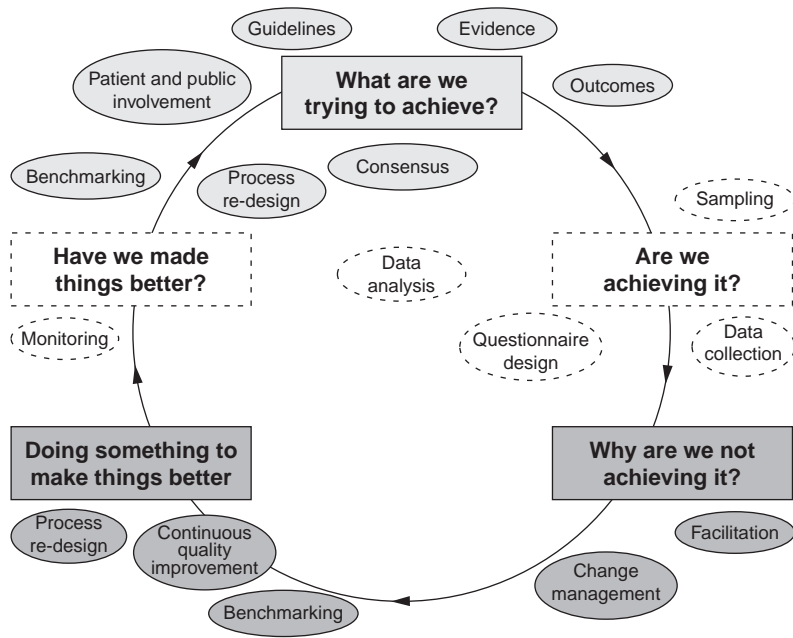 Guidelines
Evidence
Patient and public
involvement
What are we
trying to achieve?
Outcomes
Benchmarking
Process
re-design
Consensus
Sampling
Have we made
things better?
Data
analysis
Are we
achieving it?
Monitoring
Questionnaire
design
Data
collection
Doing something to
make things better
Why are we not
achieving it?
Process
re-design
Continuous
quality
improvement
Facilitation
Change
management
Benchmarking